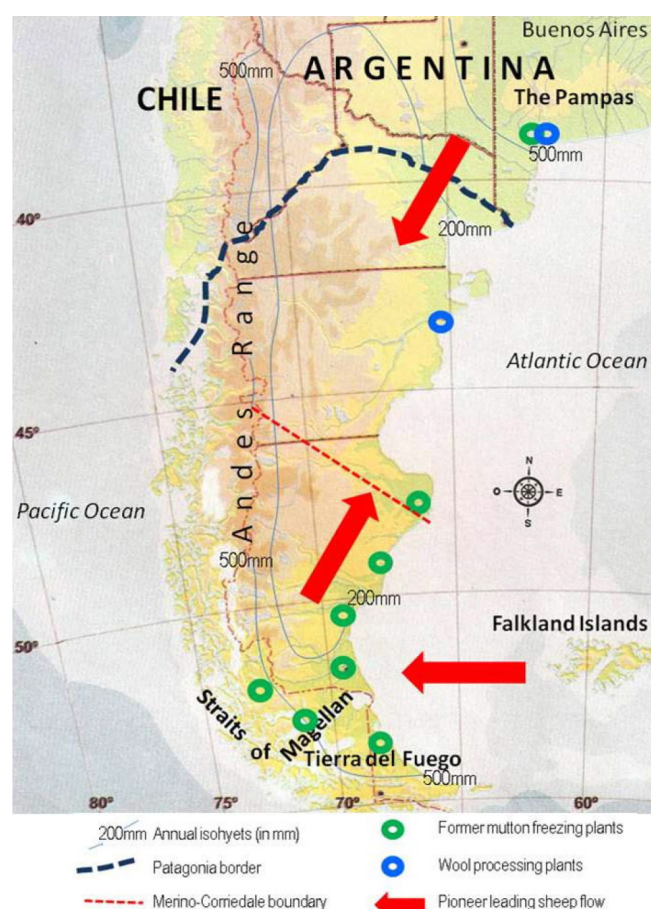 Buenos Aires
ARGENTINA
500mm
CHILE
The Pampas
500mm
40°
200mm
Andes Range
Atlantic Ocean
45°
N
O E
S
Pacific Ocean
500mm
200mm
50°
Falkland Islands
Straits of Magellan
Tierra del Fuego
500mm
80° 75° 70° 60°
200mm Annual isohyets (in mm)
Former mutton freezing plants
Patagonia border
Wool processing plants
Merino-Corriedale boundary
Pioneer leading sheep flow